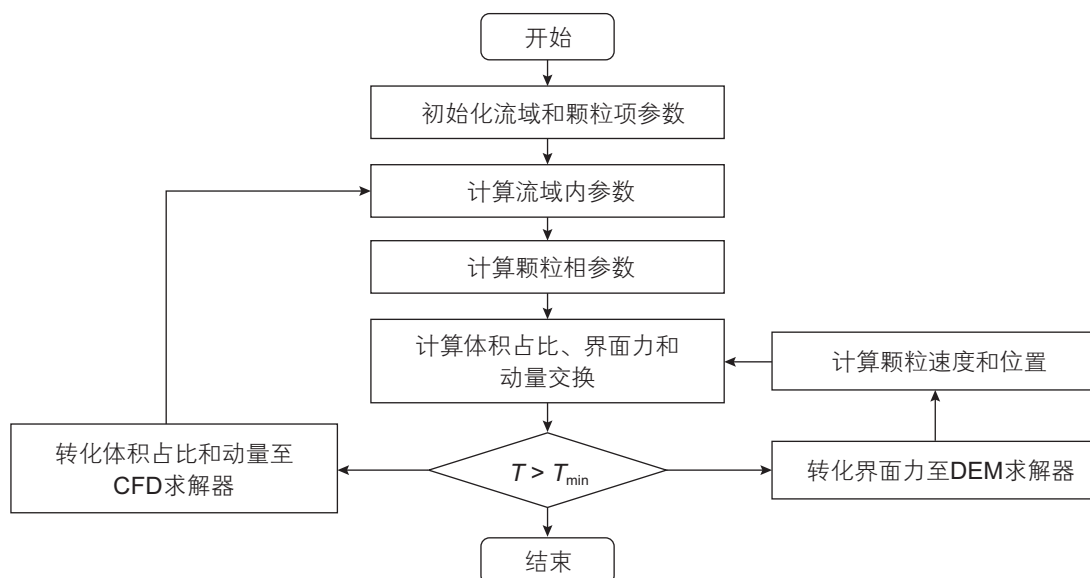 开始
初始化流域和颗粒项参数
计算流域内参数
计算颗粒相参数
计算体积占比、界面力和
动量交换
计算颗粒速度和位置
转化体积占比和动量至
CFD求解器
T > Tmin
转化界面力至DEM求解器
结束